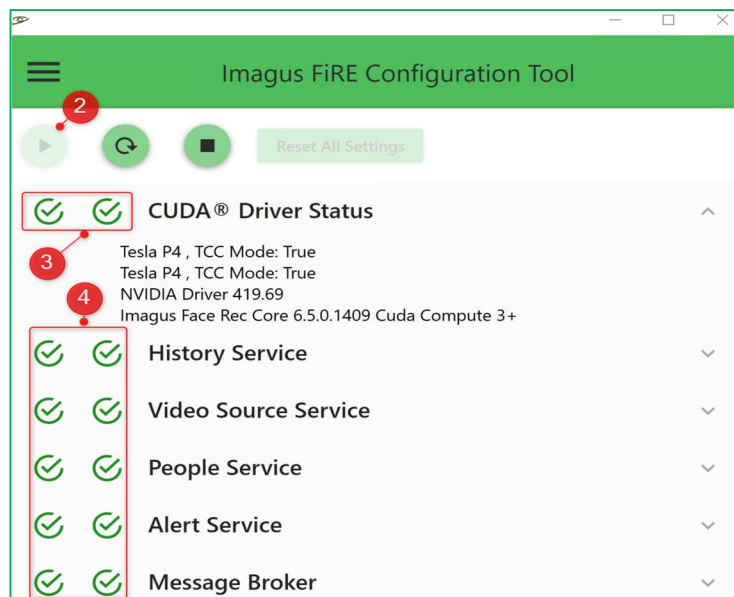 Imagus FiRE Configuration Tool
2
Reset All Settings
CUDA® Driver Status
3
Tesla P4 , TCC Mode: True
Tesla P4 , TCC Mode: True
4
NVIDIA Driver 419.69
Imagus Face Rec Core 6.5.0.1409 Cuda Compute 3+
History Service
Video Source Service
People Service
Alert Service
Message Broker